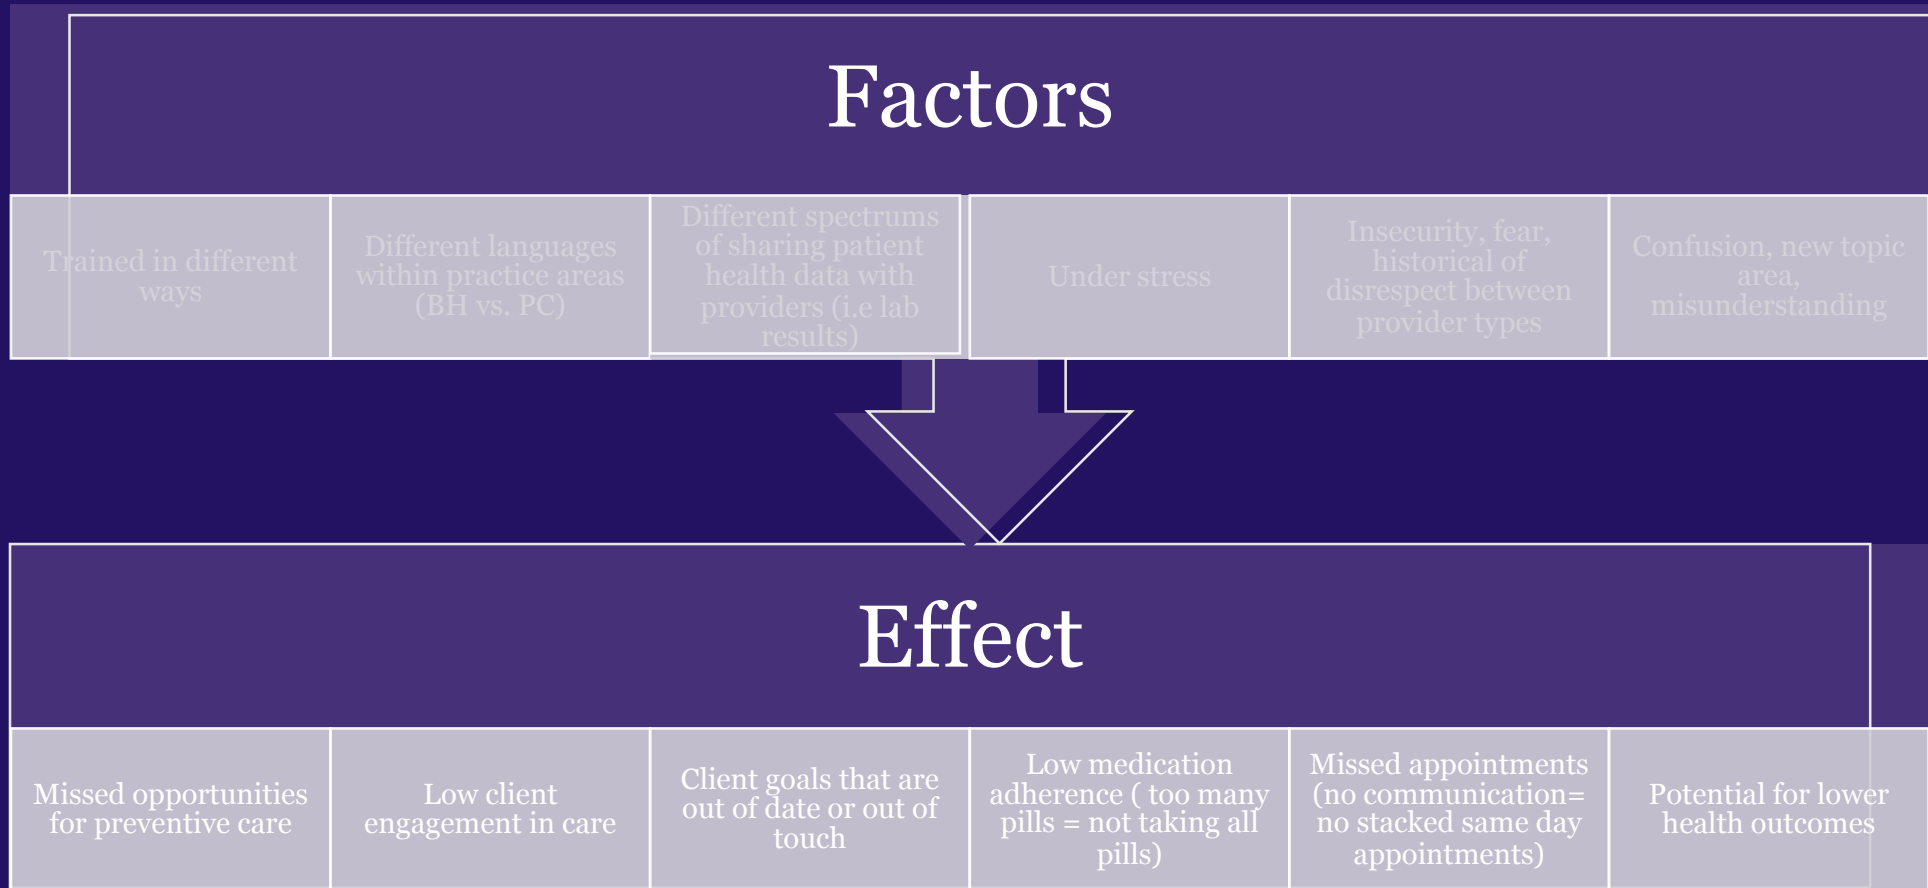 Factors
Trained in different
ways
Different languages
within practice areas
(BH vs. PC)
Different spectrums
of sharing patient
health data with
providers (i.e lab
results)
Under stress
Insecurity, fear,
historical of
disrespect between
provider types
Confusion, new topic
area,
misunderstanding
Effect
Missed opportunities
for preventive care
Low client
engagement in care
Client goals that are
out of date or out of
touch
Low medication
adherence ( too many
pills = not taking all
pills)
Missed appointments
(no communication=
no stacked same day
appointments)
Potential for lower
health outcomes